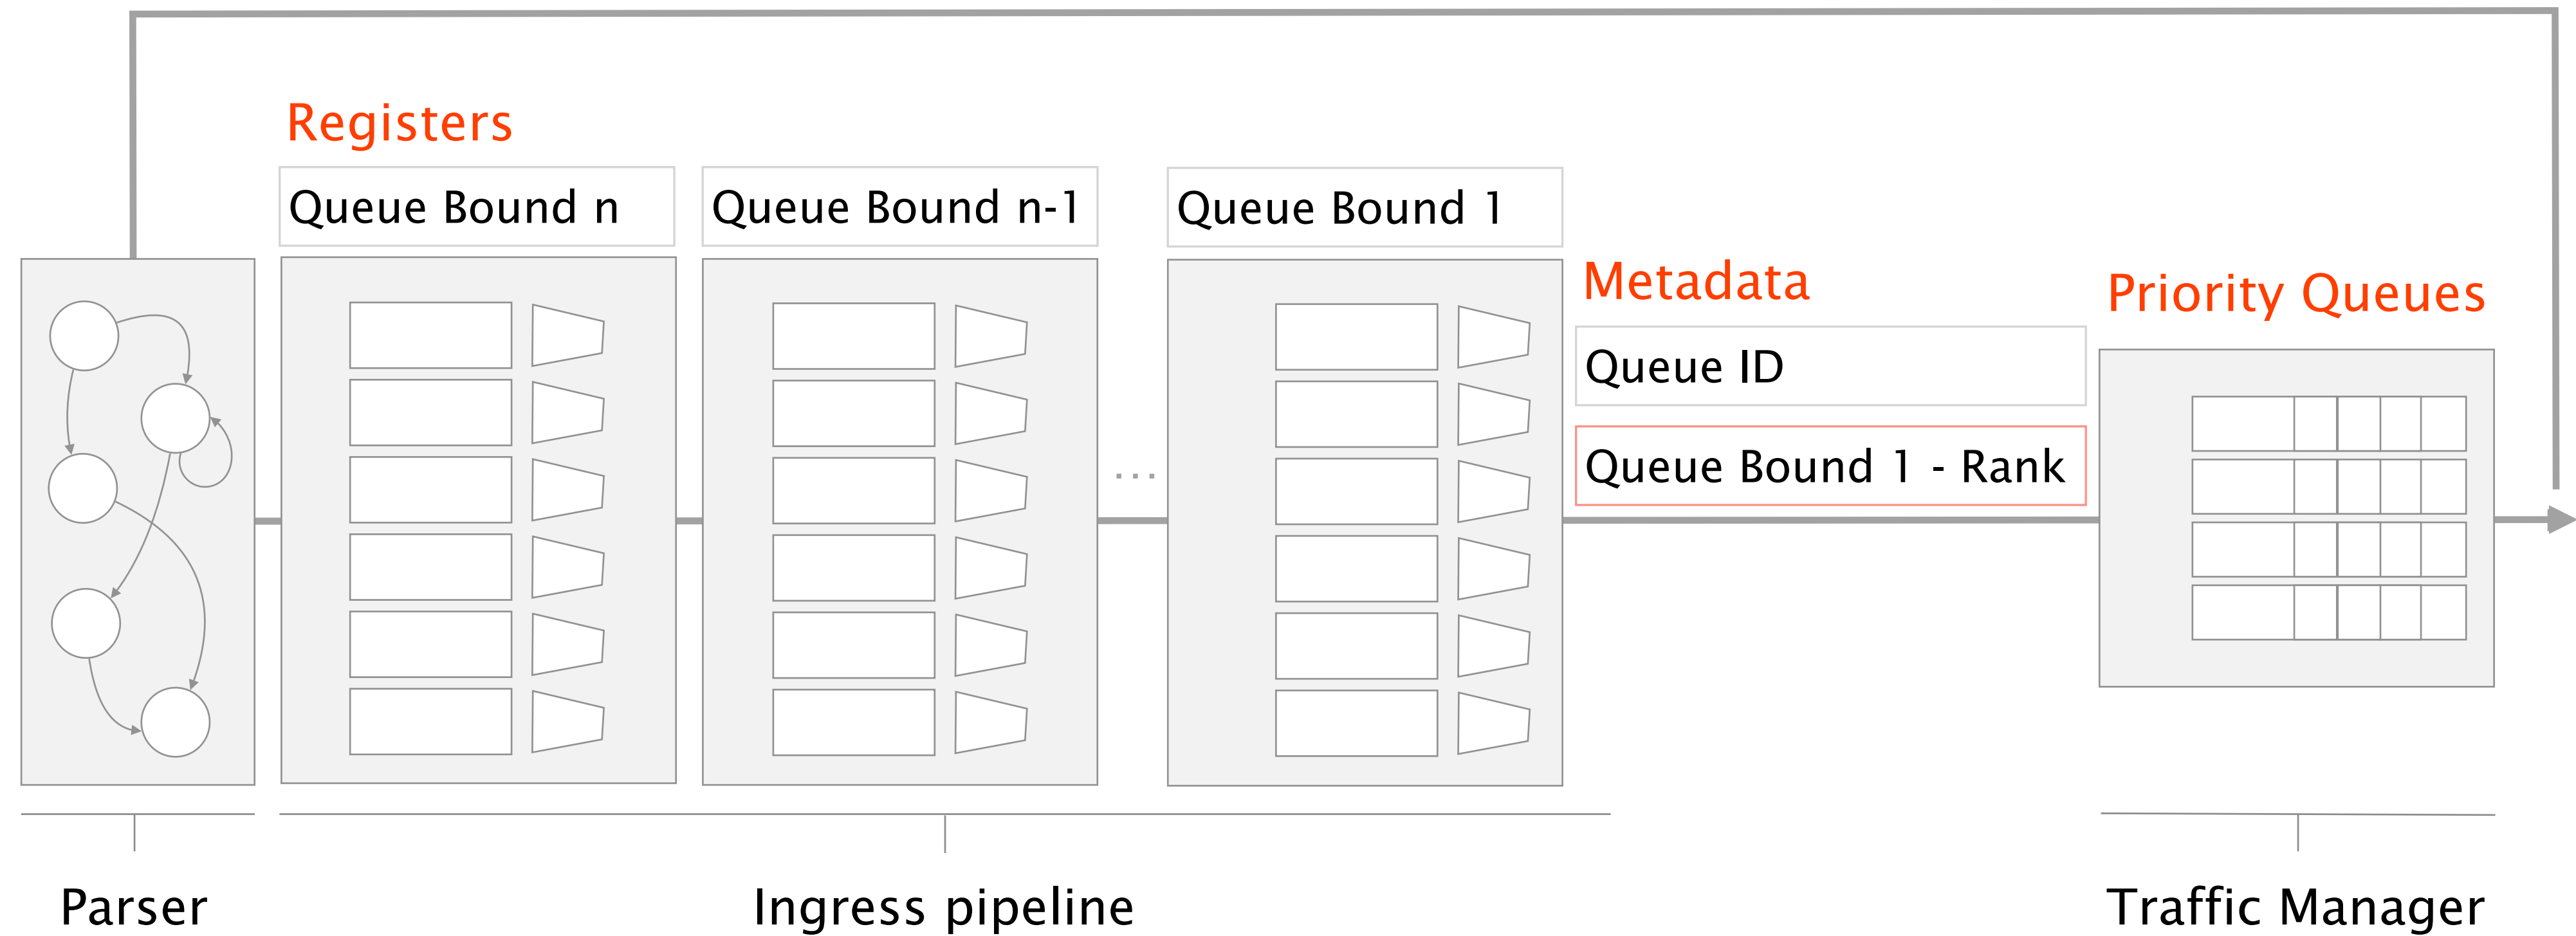 Registers
Queue Bound n
Queue Bound n-1
Queue Bound 1
Metadata
Queue ID
Queue Bound 1 - Rank
Priority Queues
...
Parser
Ingress pipeline
Traffic Manager